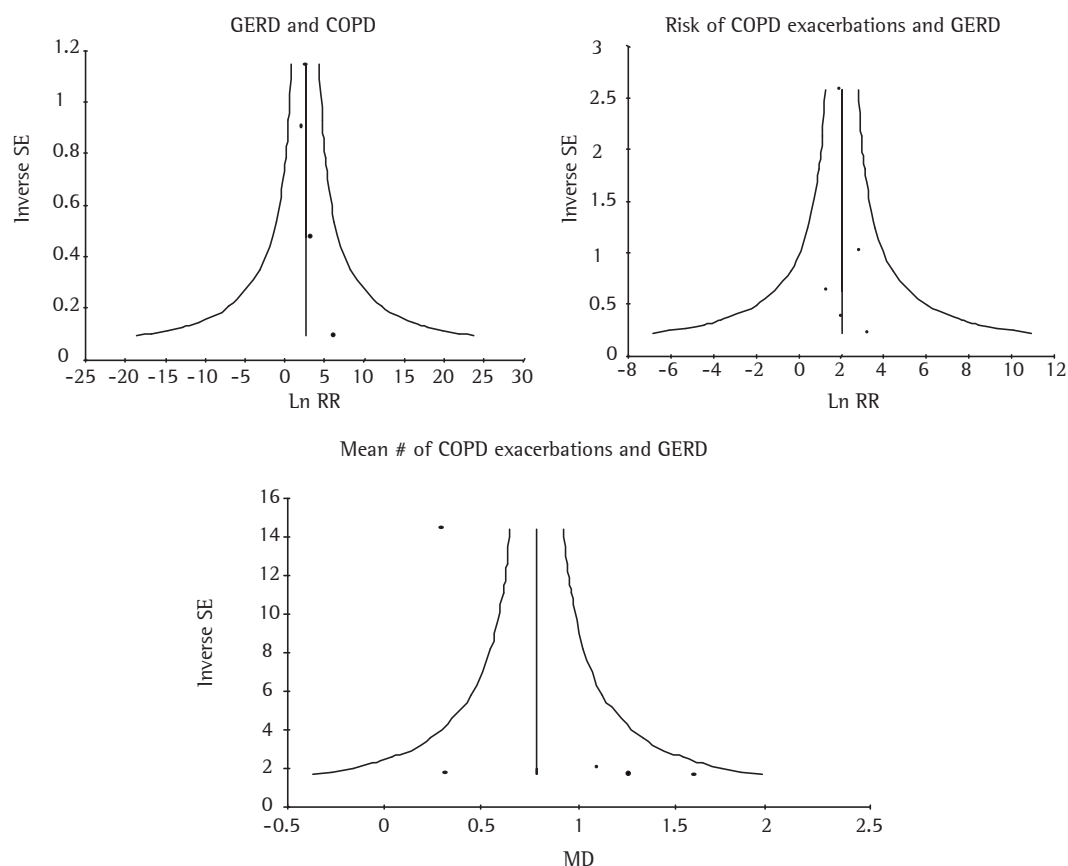 GERD and COPD
1.2
1
0.8
0.6
0.4
0.2
0
Inverse SE
-25 -20 -15 -10 -5 0 5 10 15 20 25 30
Ln RR
Risk of COPD exacerbations and GERD
3
2.5
2
1.5
1
0.5
0
Inverse SE
-8 -6 -4 -2 0 2 4 6 8 10 12
Ln RR
Mean # of COPD exacerbations and GERD
16
14
12
10
8
6
4
2
0
Inverse SE
-0.5 0 0.5 1 2 2.5
MD